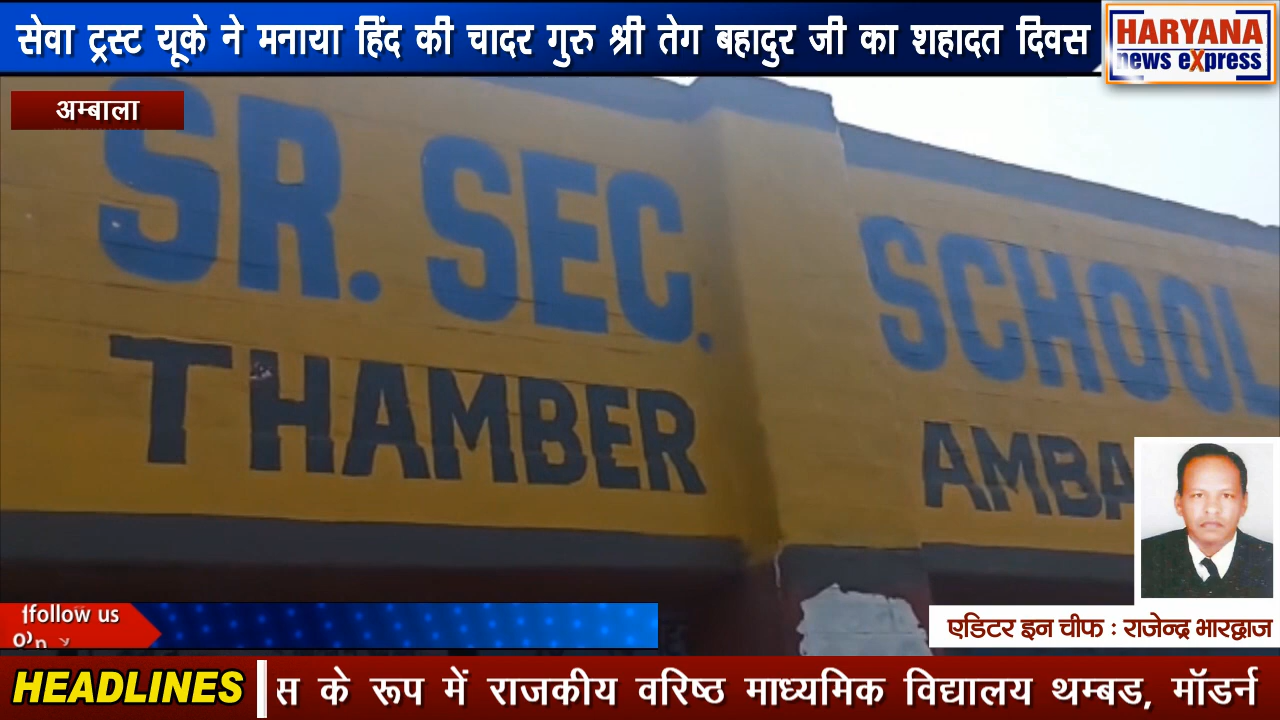 सेवा ट्रस्ट यूके ने मनाया हिंद की चादर गुरु श्री तेग बहादुर जी का शहादत दिवस
HARYANA
news eXpress
अम्बाला
SR. SEC. SCHOOL
THAMBER AMBA
follow us
on
एडिटर इन चीफ : राजेन्द्र भारद्वाज
HEADLINES
स के रूप में राजकीय वरिष्ठ माध्यमिक विद्यालय थम्बड, मॉडर्न